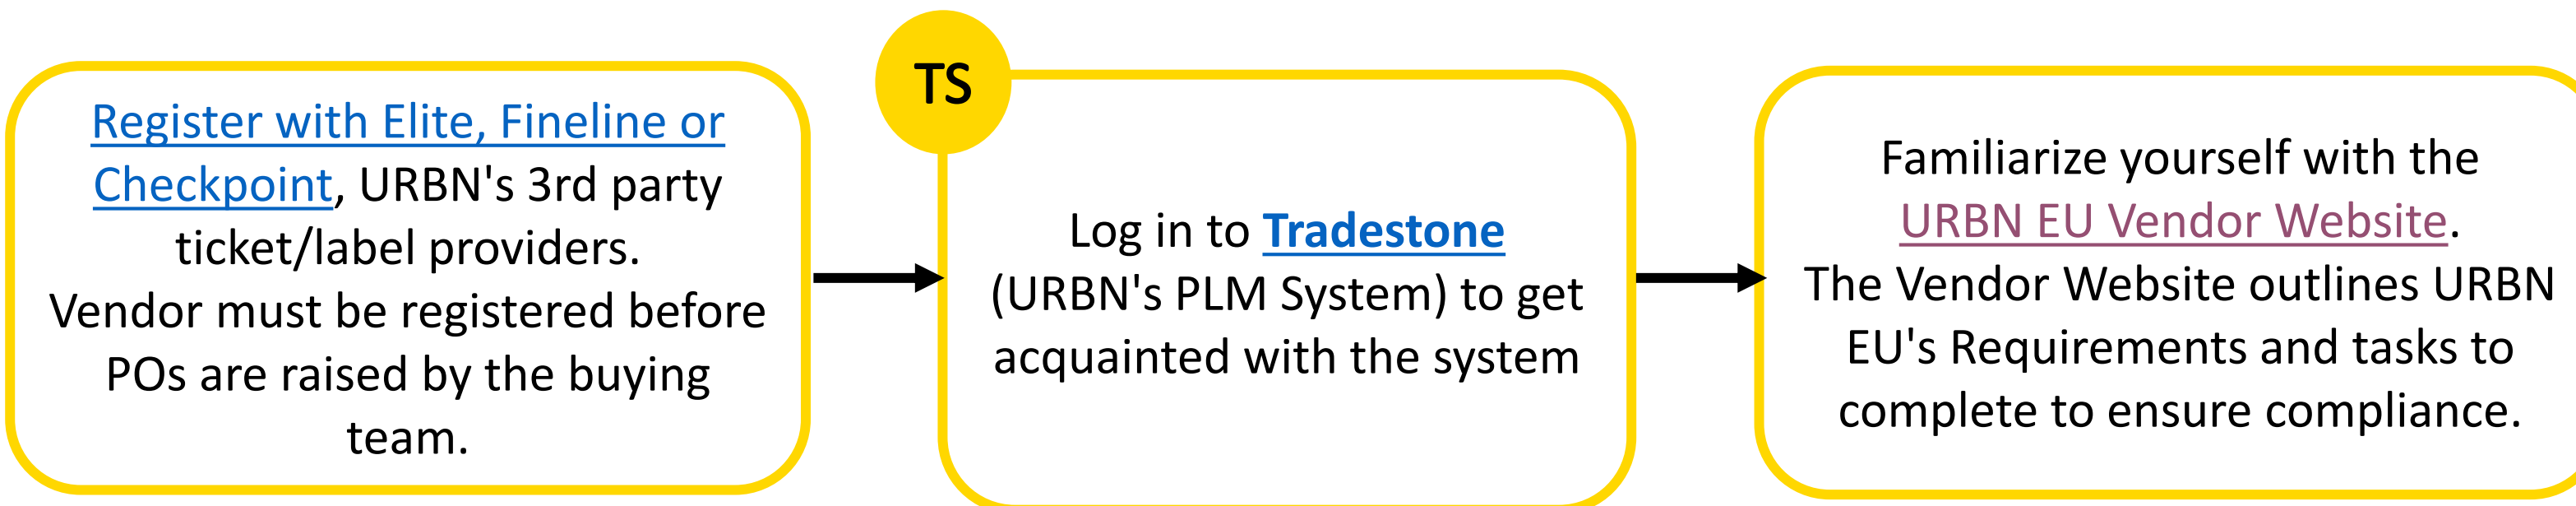 Register with Elite, Fineline or
Checkpoint, URBN's 3rd party
ticket/label providers.
Vendor must be registered before
POs are raised by the buying
team.
TS
Log in to Tradestone
(URBN's PLM System) to get
acquainted with the system
Familiarize yourself with the
URBN EU Vendor Website.
The Vendor Website outlines URBN
EU's Requirements and tasks to
complete to ensure compliance.